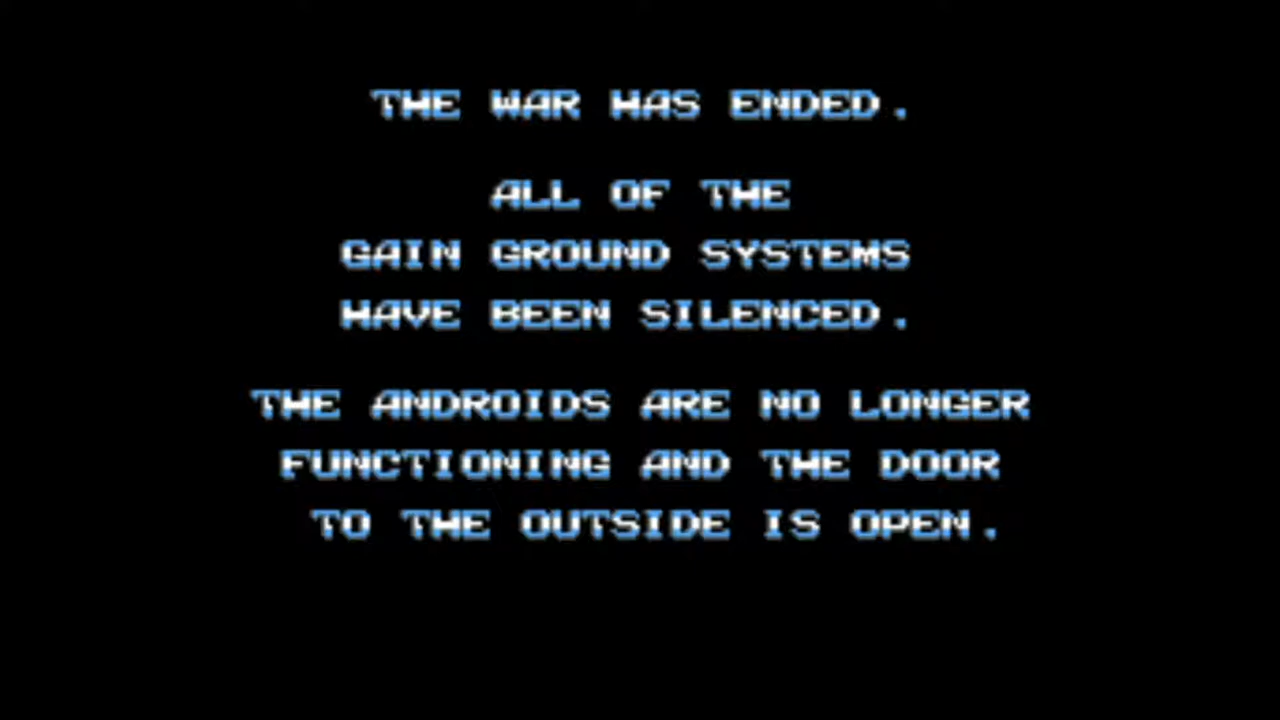 THE WAR HAS ENDED.
ALL OF THE
GAIN GROUND SYSTEMS
HAVE BEEN SILENCED.
THE ANDROIDS ARE NO LONGER
FUNCTIONING AND THE DOOR
TO THE OUTSIDE IS OPEN.